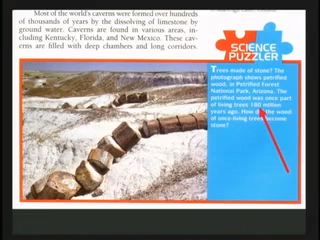 Most of the world's caverns were formed over hundreds
of thousands of years by the dissolving of limestone by
ground water. Caverns are found in various areas, in-
cluding Kentucky, Florida, and New Mexico. These cav-
erns are filled with deep chambers and long corridors.
SCIENCE
PUZZLER
Trees made of stone? The
photograph shows petrified
wood, in Petrified Forest
National Park, Arizona. The
petrified wood was once part
of living trees 180 million
years ago. How the wood
of once-living trees become
stone?